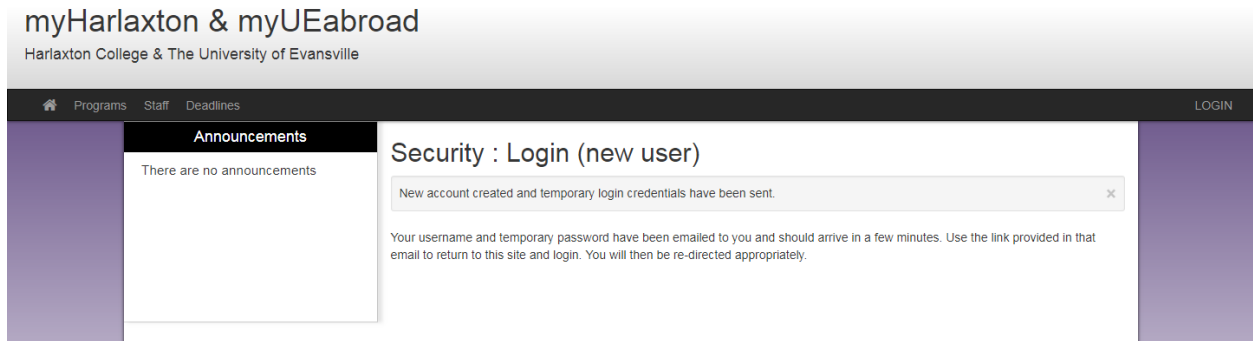 myHarlaxton & myUEabroad
Harlaxton College & The University of Evansville
Programs Staff Deadlines LOGIN
Announcements
There are no announcements
Security : Login (new user)
New account created and temporary login credentials have been sent. ×
Your username and temporary password have been emailed to you and should arrive in a few minutes. Use the link provided in that
email to return to this site and login. You will then be re-directed appropriately.